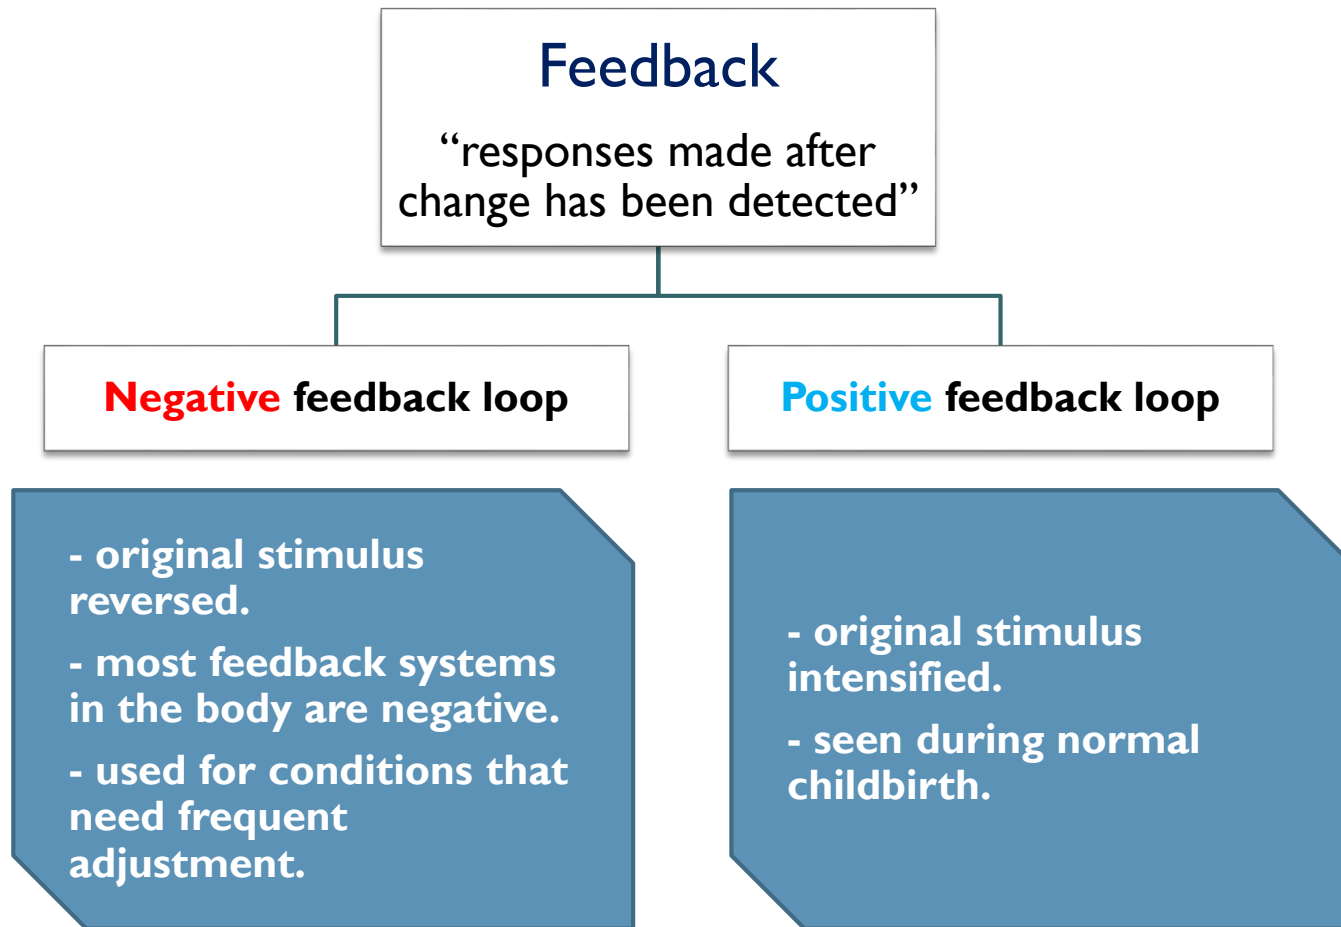 Feedback
“responses made after
change has been detected”
Negative feedback loop
Positive feedback loop
- original stimulus
reversed.
- most feedback systems
in the body are negative.
- used for conditions that
need frequent
adjustment.
- original stimulus
intensified.
- seen during normal
childbirth.